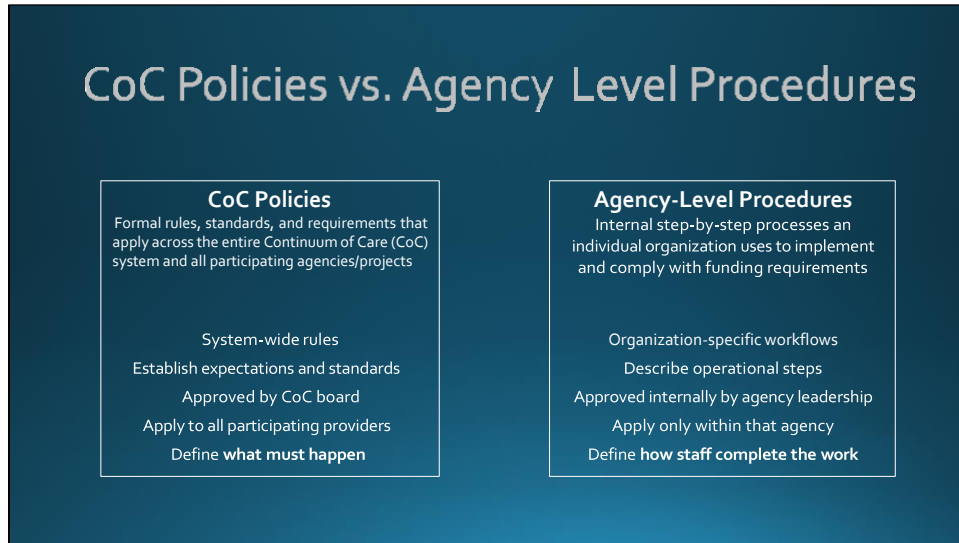 CoC Policies vs. Agency Level Procedures
CoC Policies
Formal rules, standards, and requirements that
apply across the entire Continuum of Care (CoC)
system and all participating agencies/projects
System-wide rules
Establish expectations and standards
Approved by CoC board
Apply to all participating providers
Define what must happen
Agency-Level Procedures
Internal step-by-step processes an
individual organization uses to implement
and comply with funding requirements
Organization-specific workflows
Describe operational steps
Approved internally by agency leadership
Apply only within that agency
Define how staff complete the work